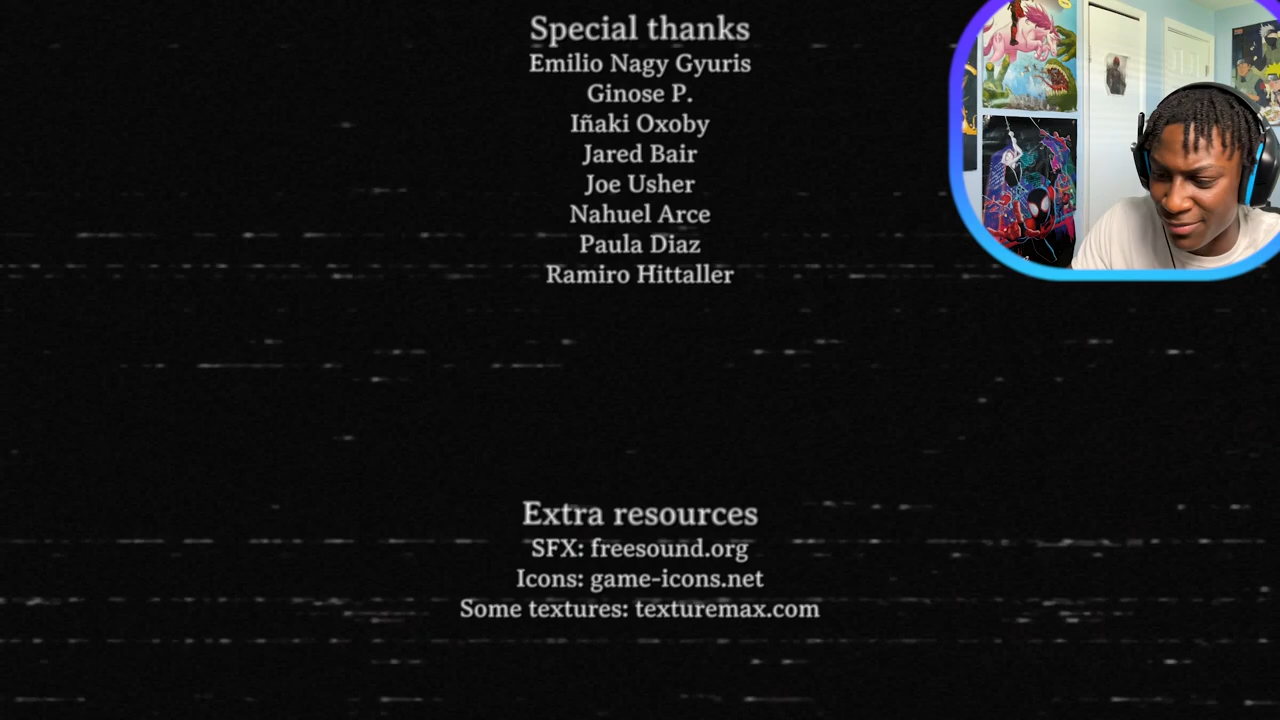 Special thanks
Emilio Nagy Gyuris
Ginose P.
Iñaki Oxoby
Jared Bair
Joe Usher
Nahuel Arce
Paula Diaz
Ramiro Hittaller
Extra resources
SFX: freesound.org
Icons: game-icons.net
Some textures: texturemax.com